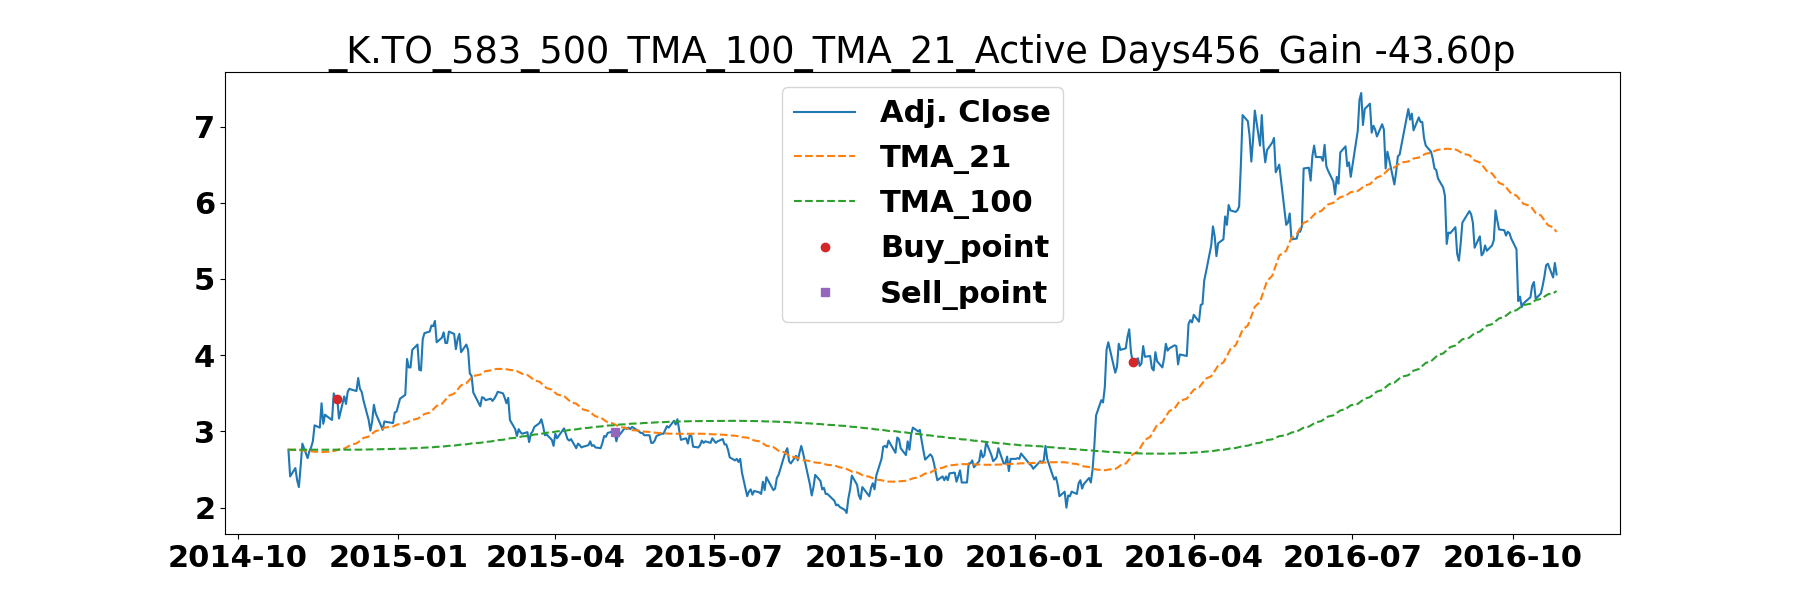 _K.TO_583_500_TMA_100_TMA_21_Active Days456_Gain -43.60p
Adj. Close
TMA_21
TMA_100
Buy_point
Sell_point
7
6
5
4
3
2
2014-10 2015-01 2015-04 2015-07 2015-10 2016-01 2016-04 2016-07 2016-10